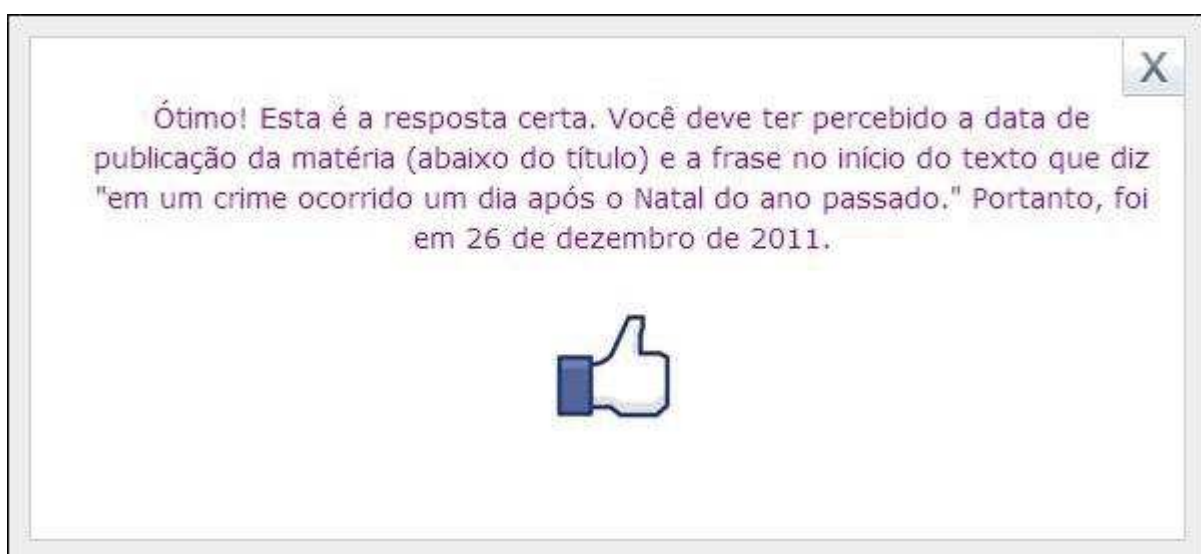 X
Ótimo! Esta é a resposta certa. Você deve ter percebido a data de
publicação da matéria (abaixo do título) e a frase no início do texto que diz
"em um crime ocorrido um dia após o Natal do ano passado." Portanto, foi
em 26 de dezembro de 2011.